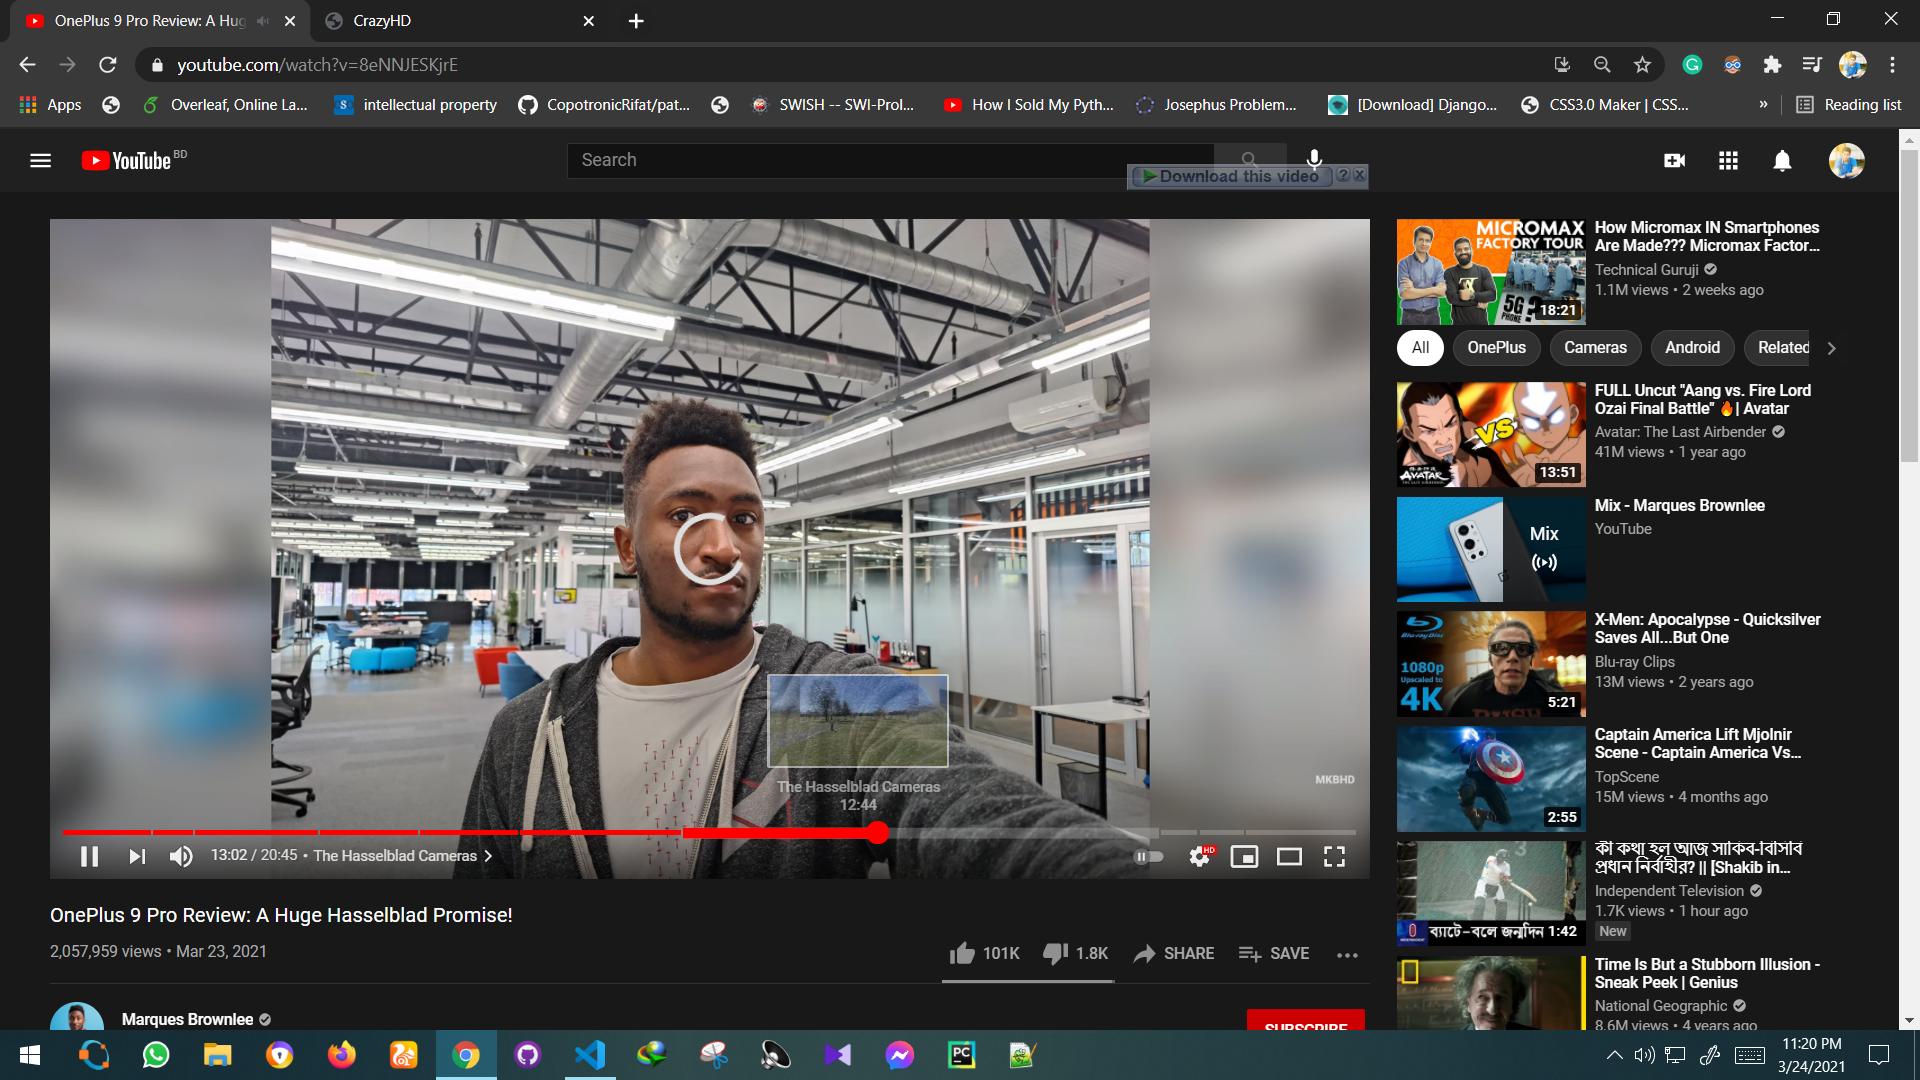 OnePlus 9 Pro Review: A Hug
CrazyHD
youtube.com/watch?v=8eNNJESKjrE
Apps
Overleaf, Online La...
intellectual property
CopotronicRifat/pat...
SWISH -- SWI-Prol...
How I Sold My Pyth...
Josephus Problem...
[Download] Django...
CSS3.0 Maker | CSS...
»
Reading list
YouTube BD
Search
Download this video
MKBHD
The Hasselblad Cameras
12:44
13:02 / 20:45 • The Hasselblad Cameras
HD
OnePlus 9 Pro Review: A Huge Hasselblad Promise!
2,057,959 views • Mar 23, 2021
101K
1.8K
SHARE
SAVE
Marques Brownlee
SUBSCRIBE
MICROMAX
FACTORY TOUR
5G
PHONE ?
18:21
How Micromax IN Smartphones
Are Made??? Micromax Factor...
Technical Guruji
1.1M views • 2 weeks ago
All
OnePlus
Cameras
Android
Related
VS
AVATAR
13:51
FULL Uncut "Aang vs. Fire Lord
Ozai Final Battle" 🔥| Avatar
Avatar: The Last Airbender
41M views • 1 year ago
Mix
Mix - Marques Brownlee
YouTube
Blu-ray Disc
1080p
Upscaled to
4K
5:21
X-Men: Apocalypse - Quicksilver
Saves All...But One
Blu-ray Clips
13M views • 2 years ago
2:55
Captain America Lift Mjolnir
Scene - Captain America Vs...
TopScene
15M views • 4 months ago
ব্যাটে-বলে জন্মদিন
1:42
কী কথা হল আজ সাকিব-বিসিবি
প্রধান নির্বাহীর? || [Shakib in...
Independent Television
1.7K views • 1 hour ago
New
Time Is But a Stubborn Illusion -
Sneak Peek | Genius
National Geographic
8.6M views • 4 years ago
PC
11:20 PM
3/24/2021